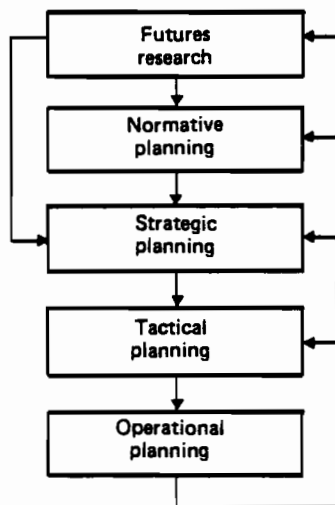 Futures
research
Normative
planning
Strategic
planning
Tactical
planning
Operational
planning